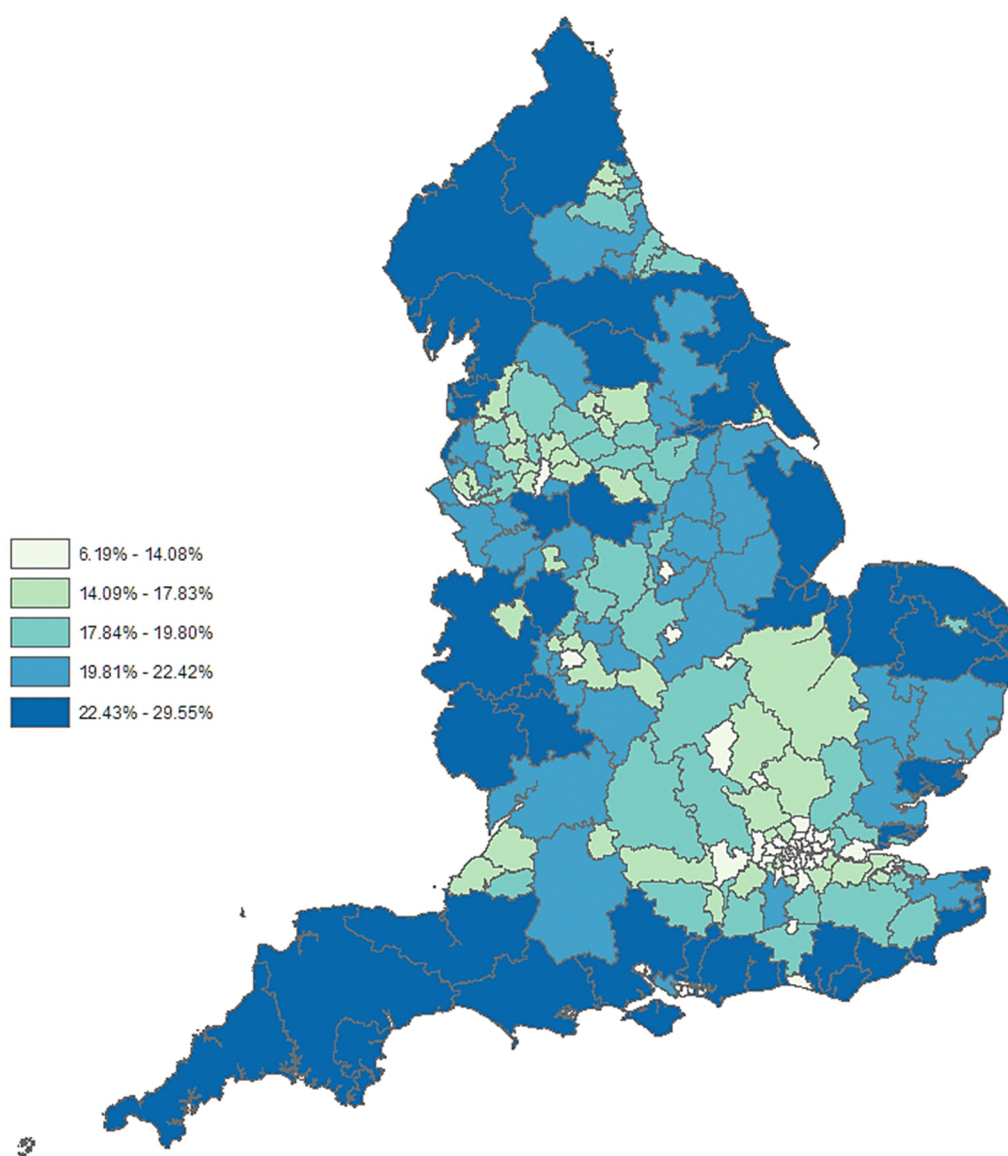 6.19% - 14.08%
14.09% - 17.83%
17.84% - 19.80%
19.81% - 22.42%
22.43% - 29.55%